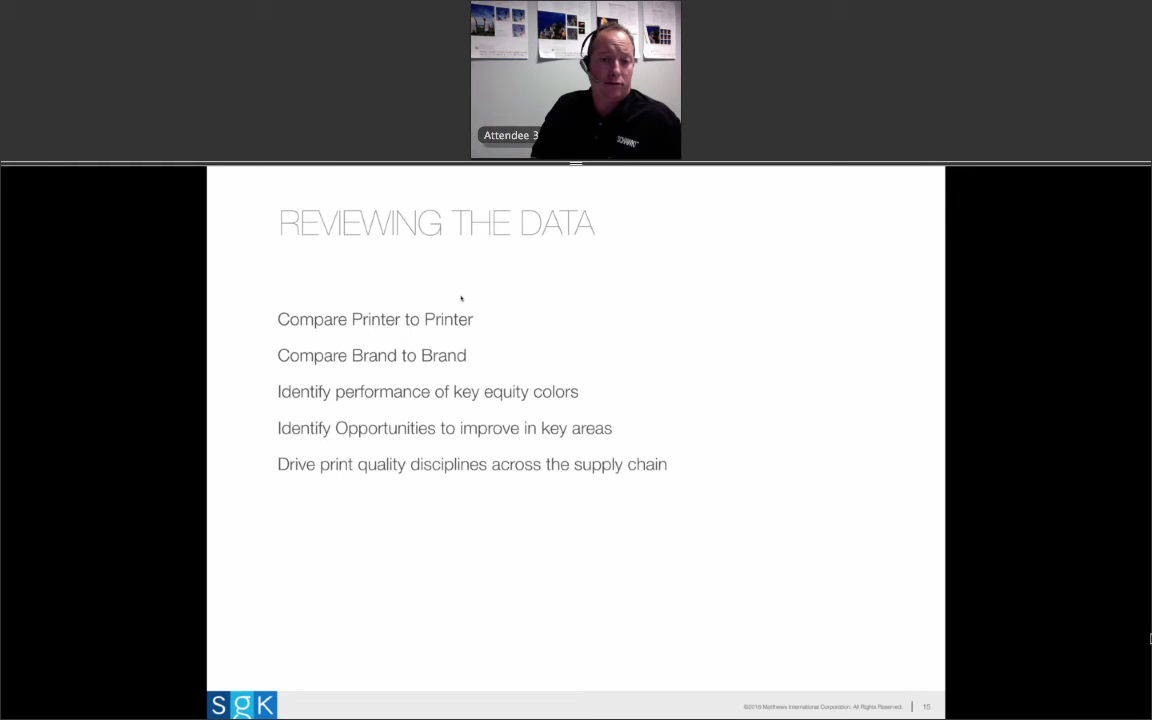 Attendee 3
REVIEWING THE DATA
Compare Printer to Printer
Compare Brand to Brand
Identify performance of key equity colors
Identify Opportunities to improve in key areas
Drive print quality disciplines across the supply chain
SGK
©2016 Matthews International Corporation. All Rights Reserved. | 15